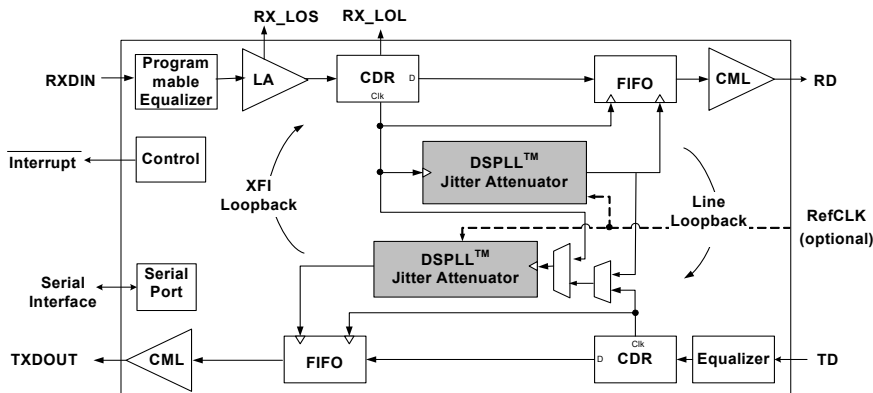 RX_LOS
RX_LOL
RXDIN
Program
mable
Equalizer
LA
CDR
D
Clk
FIFO
CML
RD
Interrupt
Control
DSPLL™
Jitter Attenuator
XFI
Loopback
Line
Loopback
RefCLK
(optional)
DSPLL™
Jitter Attenuator
Serial
Interface
Serial
Port
TXDOUT
CML
FIFO
Clk
D
CDR
Equalizer
TD